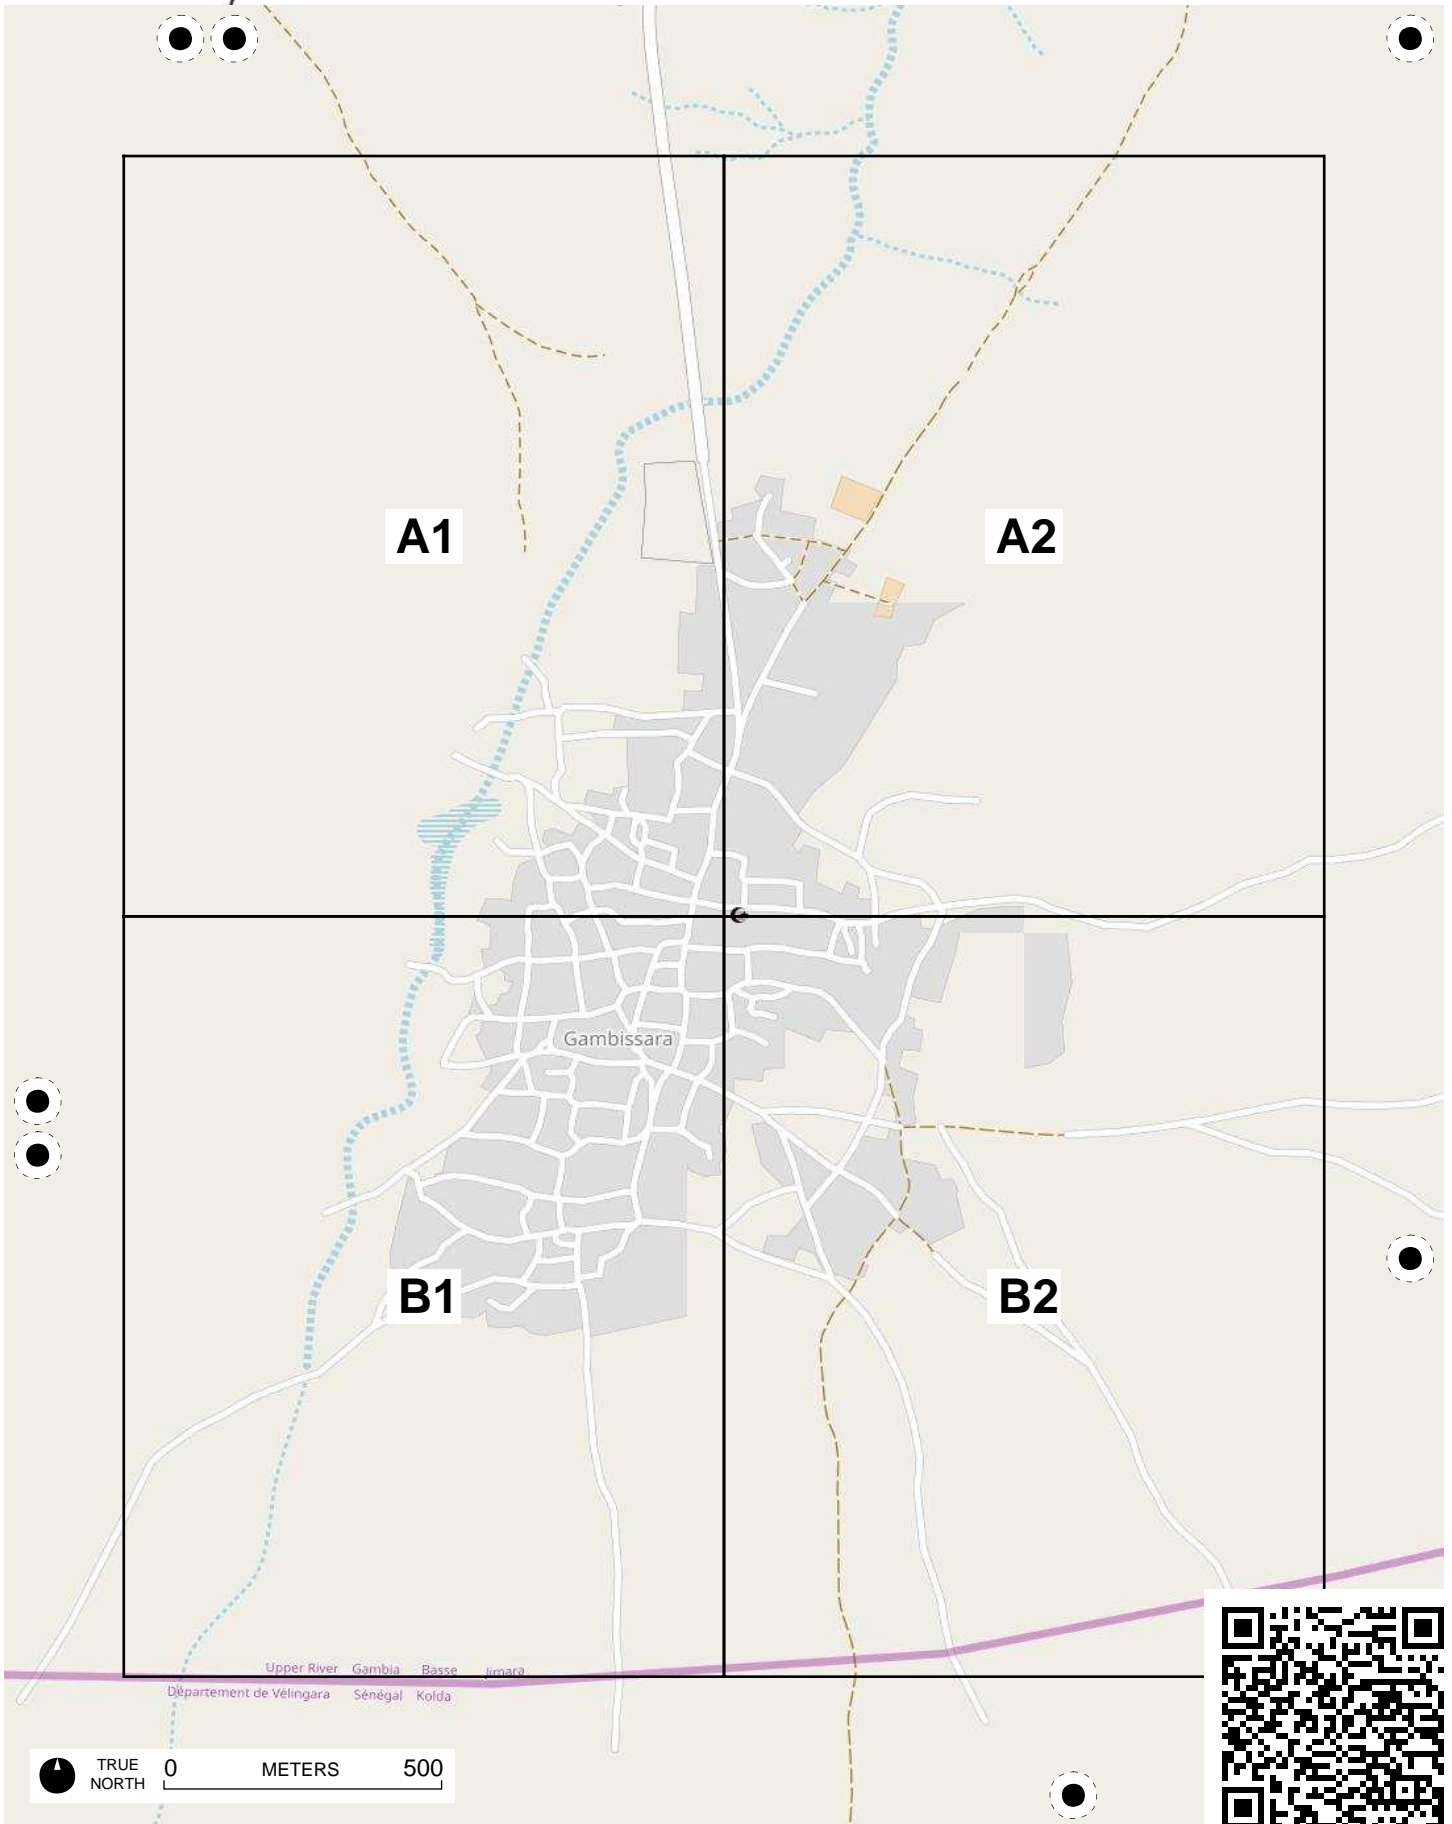 A1
A2
Gambissara
B1
B2
Upper River Gambia Basse Jimara
Département de Vélingara Sénégal Kolda
TRUE NORTH
0 METERS 500